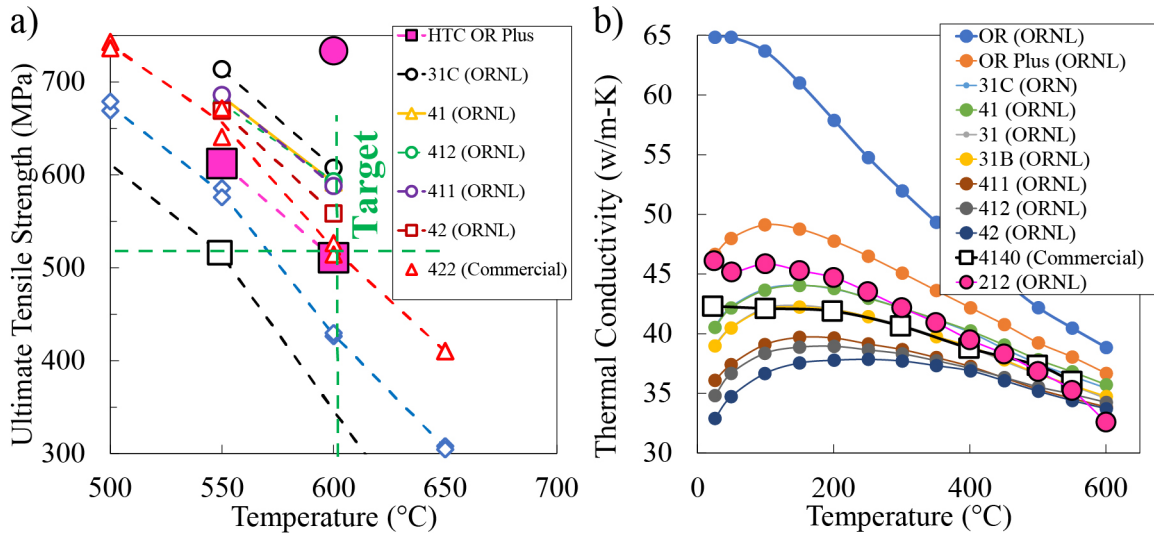 a)
Ultimate Tensile Strength (MPa)
700
600
500
400
300
500
550
600
650
700
Temperature (°C)
Target
HTC OR Plus
31C (ORNL)
41 (ORNL)
412 (ORNL)
411 (ORNL)
42 (ORNL)
422 (Commercial)
b)
Thermal Conductivity (w/m-K)
65
60
55
50
45
40
35
30
0
200
400
600
Temperature (°C)
OR (ORNL)
OR Plus (ORNL)
31C (ORN)
41 (ORNL)
31 (ORNL)
31B (ORNL)
411 (ORNL)
412 (ORNL)
42 (ORNL)
4140 (Commercial)
212 (ORNL)